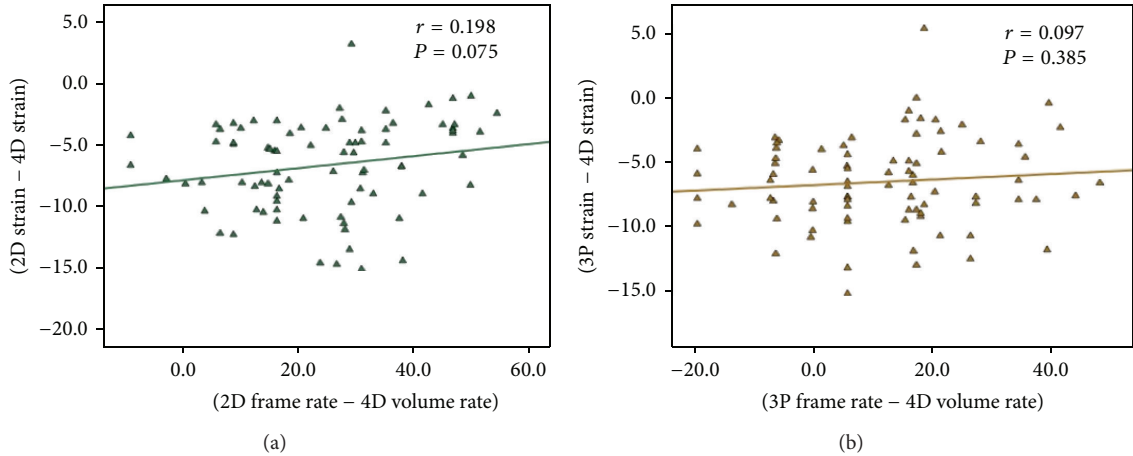 r = 0.198
P = 0.075
5.0
0.0
−5.0
−10.0
−15.0
−20.0
(2D strain − 4D strain)
0.0 20.0 40.0 60.0
(2D frame rate − 4D volume rate)
(a)
r = 0.097
P = 0.385
5.0
0.0
−5.0
−10.0
−15.0
(3P strain − 4D strain)
−20.0 0.0 20.0 40.0
(3P frame rate − 4D volume rate)
(b)